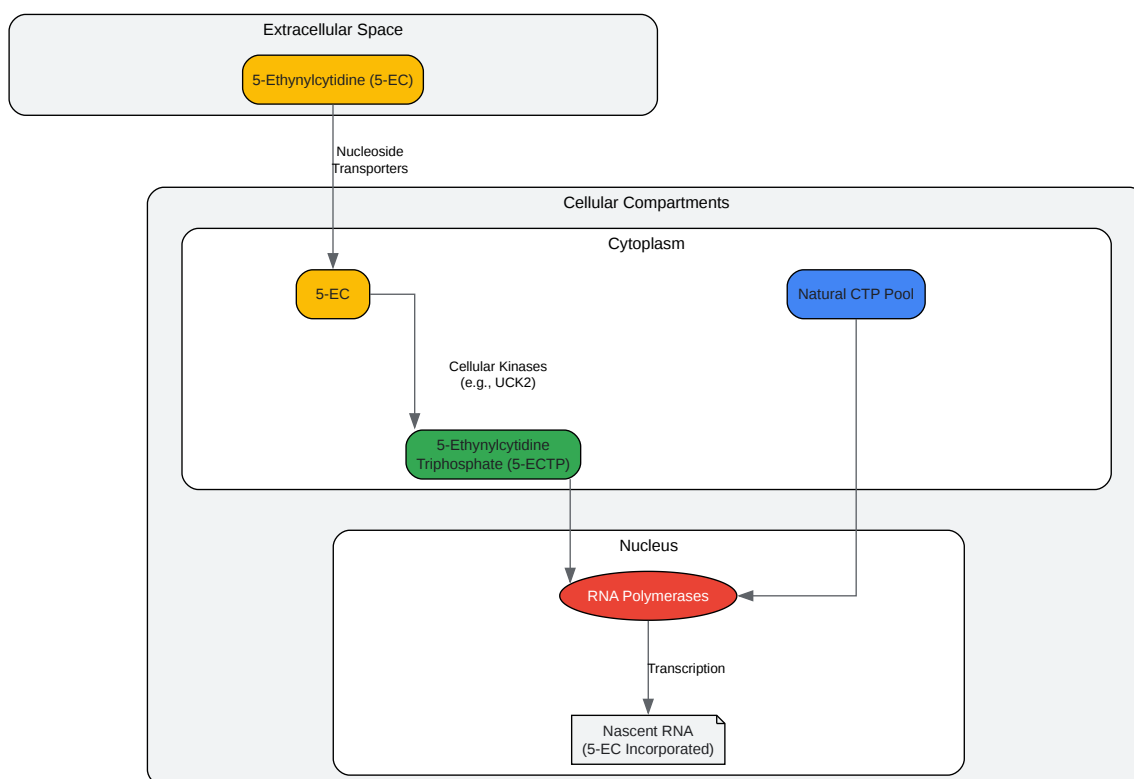 Extracellular Space
5-Ethynylcytidine (5-EC)
Nucleoside
Transporters
Cellular Compartments
Cytoplasm
5-EC
Natural CTP Pool
Cellular Kinases
(e.g., UCK2)
5-Ethynylcytidine
Triphosphate (5-ECTP)
Nucleus
RNA Polymerases
Transcription
Nascent RNA
(5-EC Incorporated)